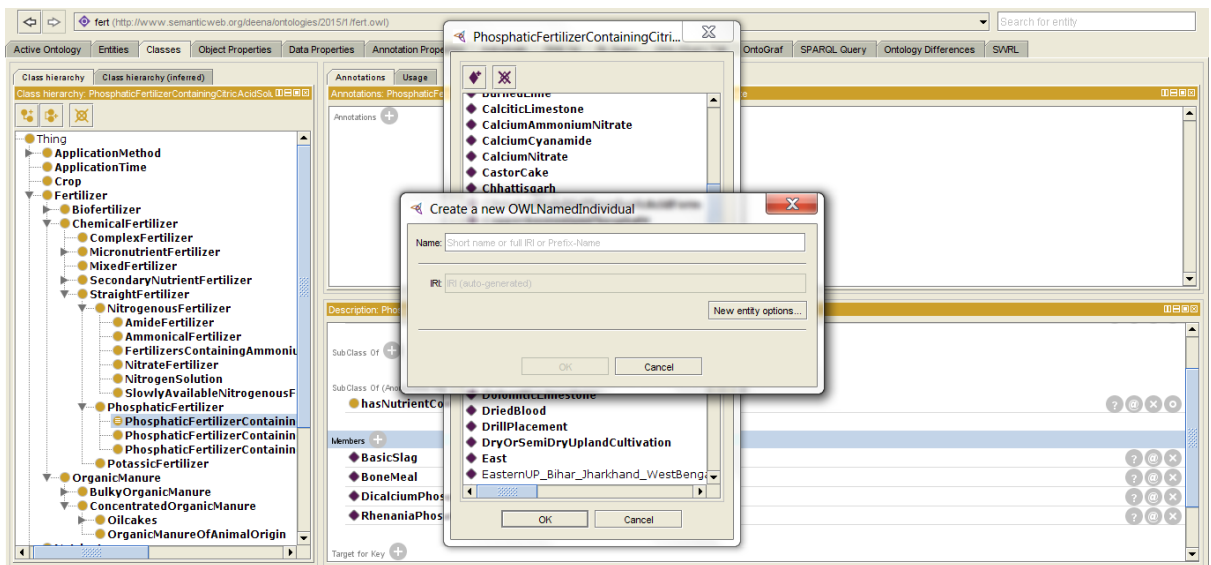 fert (http://www.semanticweb.org/deena/ontologies/2015/1/fert.owl)
Search for entity
Active Ontology Entities Classes Object Properties Data Properties Annotation Prope
OntoGraf SPARQL Query Ontology Differences SWRL
Class hierarchy Class hierarchy (inferred)
Class hierarchy: PhosphaticFertilizerContainingCitricAcidSolu
Thing
ApplicationMethod
ApplicationTime
Crop
Fertilizer
Biofertilizer
ChemicalFertilizer
ComplexFertilizer
MicronutrientFertilizer
MixedFertilizer
SecondaryNutrientFertilizer
StraightFertilizer
NitrogenousFertilizer
AmideFertilizer
AmmonicalFertilizer
FertilizersContainingAmmoniu
NitrateFertilizer
NitrogenSolution
SlowlyAvailableNitrogenousF
PhosphaticFertilizer
PhosphaticFertilizerContainin
PhosphaticFertilizerContainin
PhosphaticFertilizerContainin
PotassicFertilizer
OrganicManure
BulkyOrganicManure
ConcentratedOrganicManure
Oilcakes
OrganicManureOfAnimalOrigin
Annotations Usage
Annotations: PhosphaticFe
Annotations
Description: Phos
SubClass Of
SubClass Of (Ano
hasNutrientCo
Members
BasicSlag
BoneMeal
DicalciumPhos
RhenaniaPhos
Target for Key
PhosphaticFertilizerContainingCitri...
BurnedLime
CalciticLimestone
CalciumAmmoniumNitrate
CalciumCyanamide
CalciumNitrate
CastorCake
Chhattisgarh
Create a new OWLNamedIndividual
Name: Short name or full IRI or Prefix-Name
IRI: IRI (auto-generated)
New entity options...
OK Cancel
DolomiticLimestone
DriedBlood
DrillPlacement
DryOrSemiDryUplandCultivation
East
EasternUP_Bihar_Jharkhand_WestBenga
OK Cancel